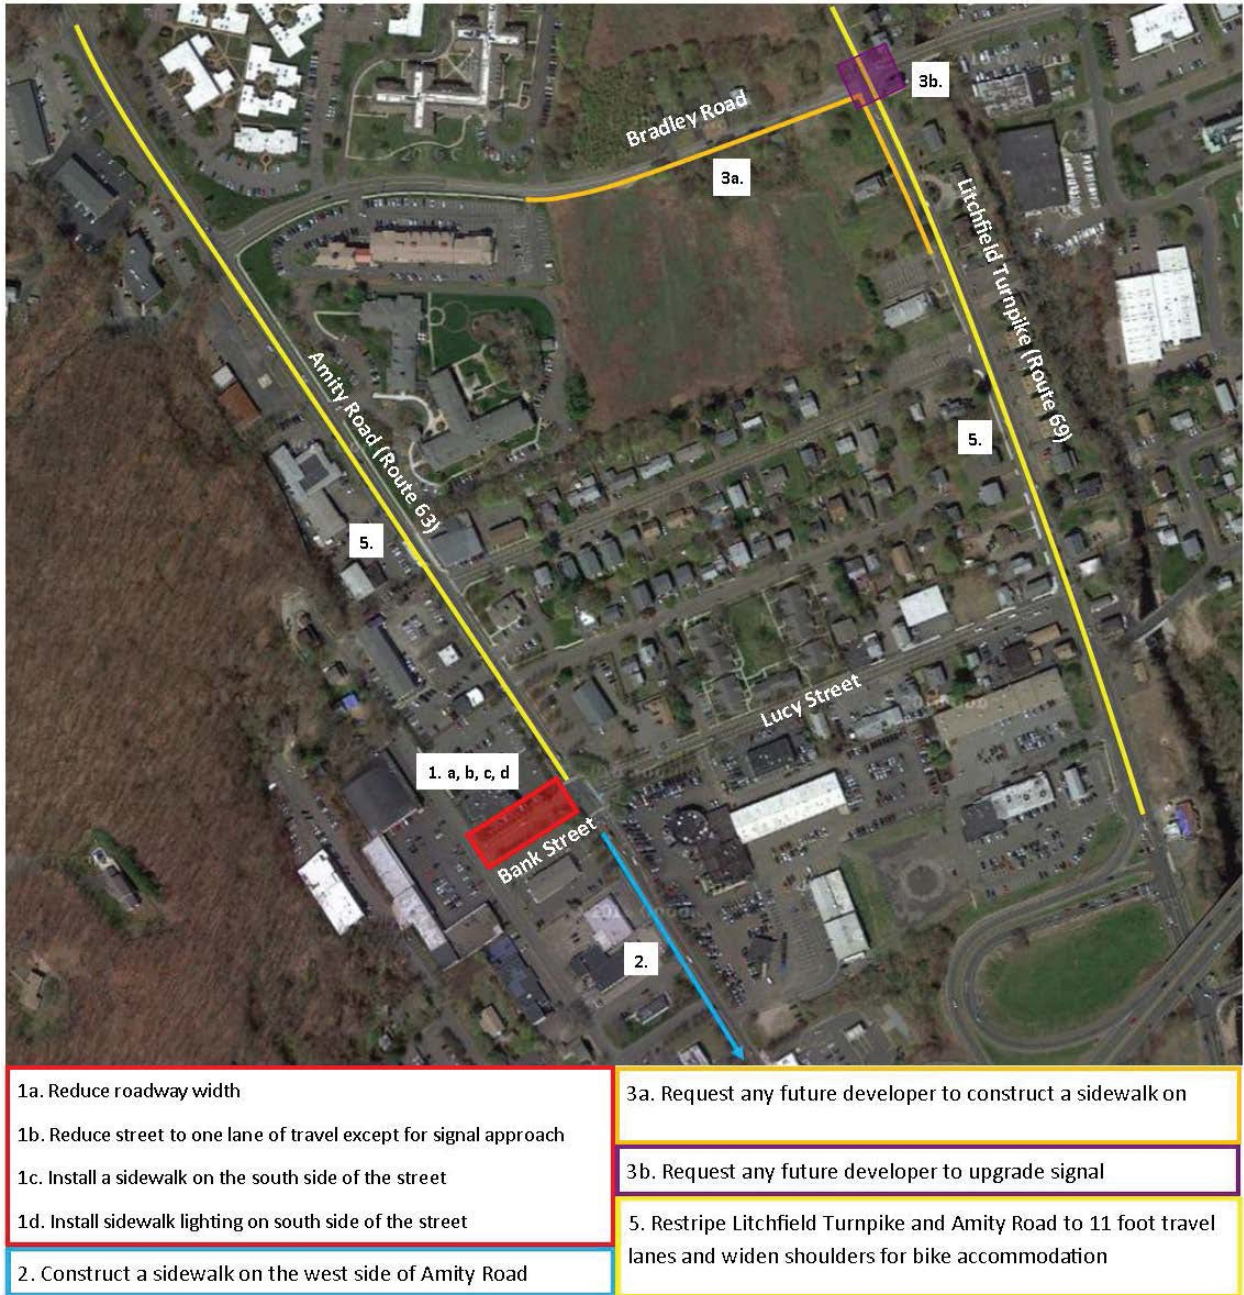 3b.
Bradley Road
3a.
Litchfield Turnpike (Route 69)
Amity Road (Route 63)
5.
5.
Lucy Street
1. a, b, c, d
Bank Street
2.
1a. Reduce roadway width
1b. Reduce street to one lane of travel except for signal approach
1c. Install a sidewalk on the south side of the street
1d. Install sidewalk lighting on south side of the street
2. Construct a sidewalk on the west side of Amity Road
3a. Request any future developer to construct a sidewalk on
3b. Request any future developer to upgrade signal
5. Restripe Litchfield Turnpike and Amity Road to 11 foot travel
lanes and widen shoulders for bike accommodation